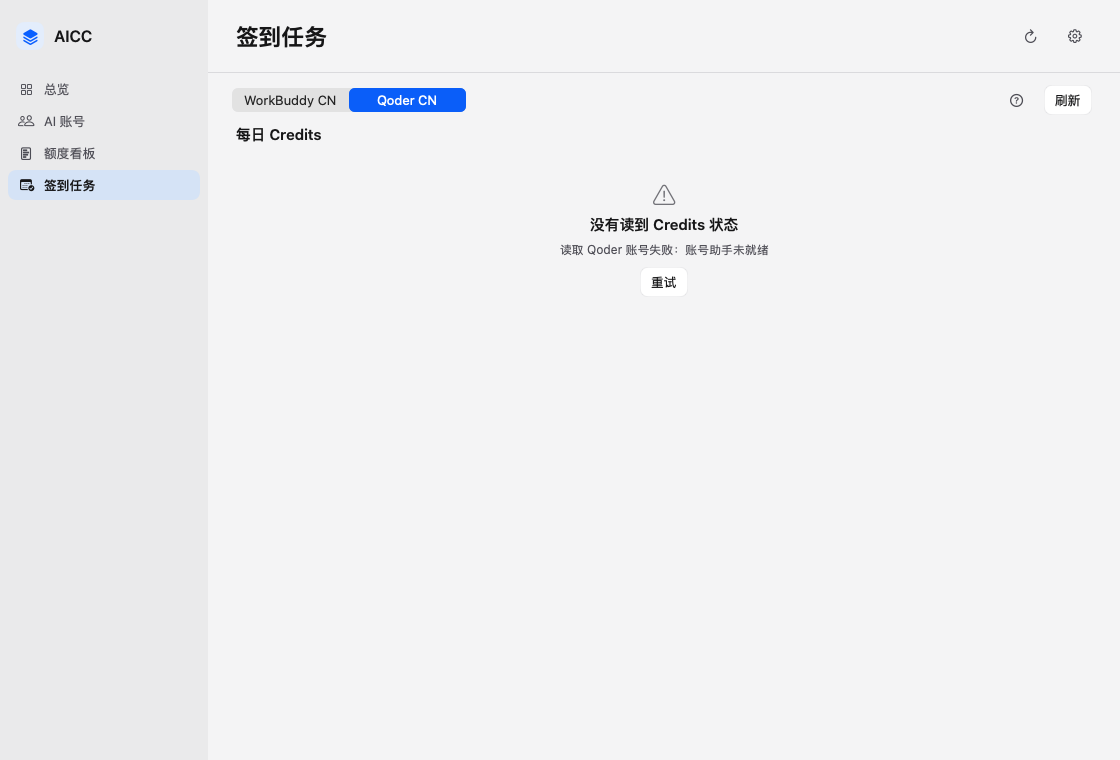 AICC
总览
AI 账号
额度看板
签到任务
签到任务
WorkBuddy CN
Qoder CN
刷新
每日 Credits
没有读到 Credits 状态
读取 Qoder 账号失败：账号助手未就绪
重试